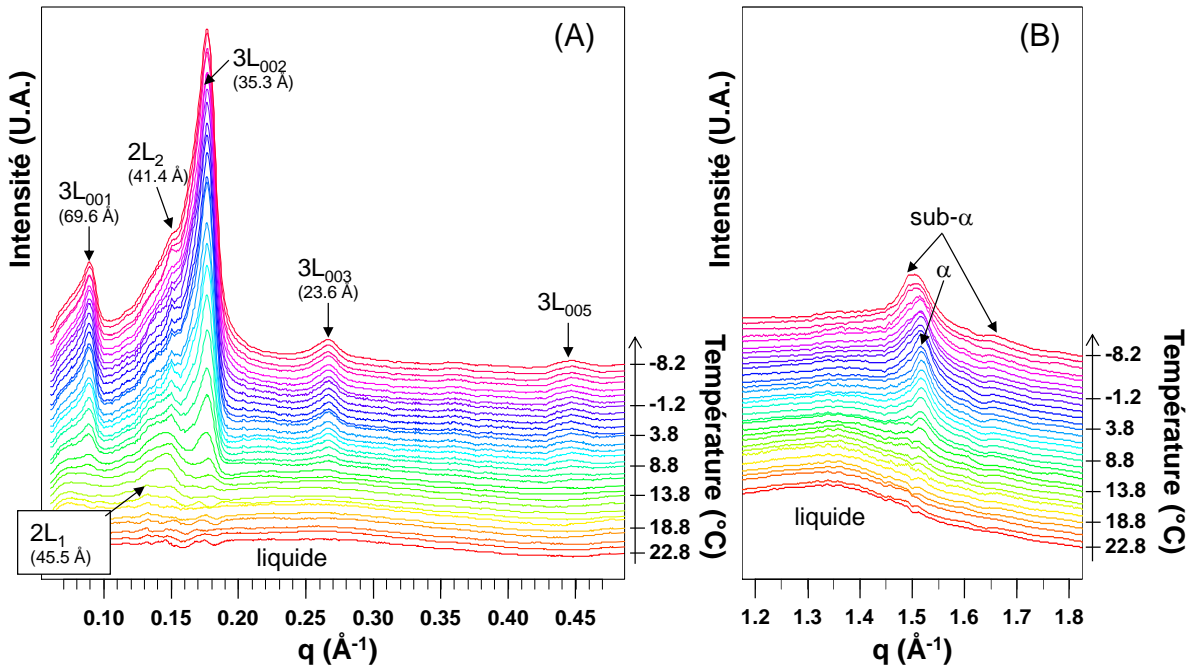 (A)
Intensité (U.A.)
3L002
(35.3 Å)
2L2
(41.4 Å)
3L001
(69.6 Å)
3L003
(23.6 Å)
3L005
2L1
(45.5 Å)
liquide
-8.2
-1.2
3.8
8.8
13.8
18.8
22.8
Température (°C)
0.10 0.15 0.20 0.25 0.30 0.35 0.40 0.45
q (Å-1)
(B)
Intensité (U.A.)
sub-α
α
liquide
-8.2
-1.2
3.8
8.8
13.8
18.8
22.8
Température (°C)
1.2 1.3 1.4 1.5 1.6 1.7 1.8
q (Å-1)